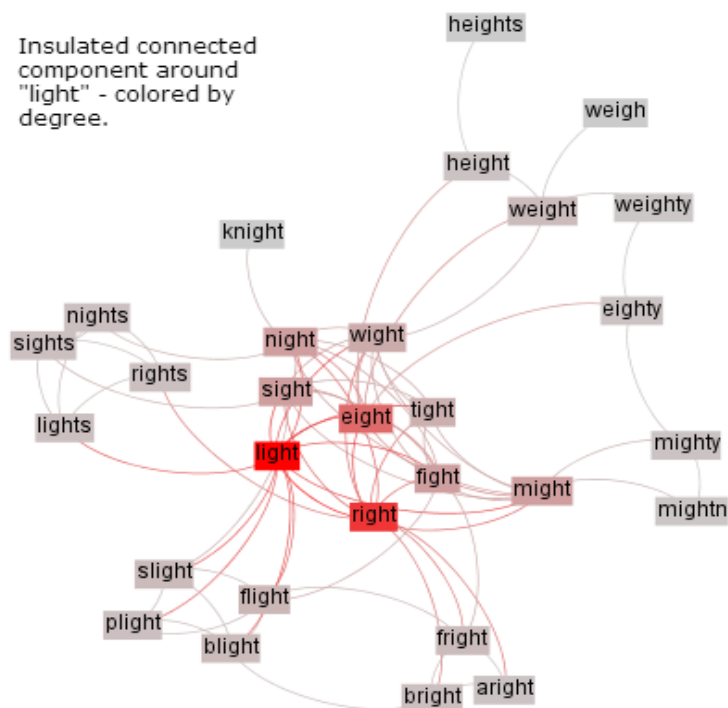 Insulated connected
component around
"light" - colored by
degree.
heights
weigh
height
weight
weighty
knight
eighty
nights
sights
rights
lights
night
wight
sight
eight
tight
light
fight
might
right
mighty
mightn
slight
flight
plight
blight
fright
bright
aright